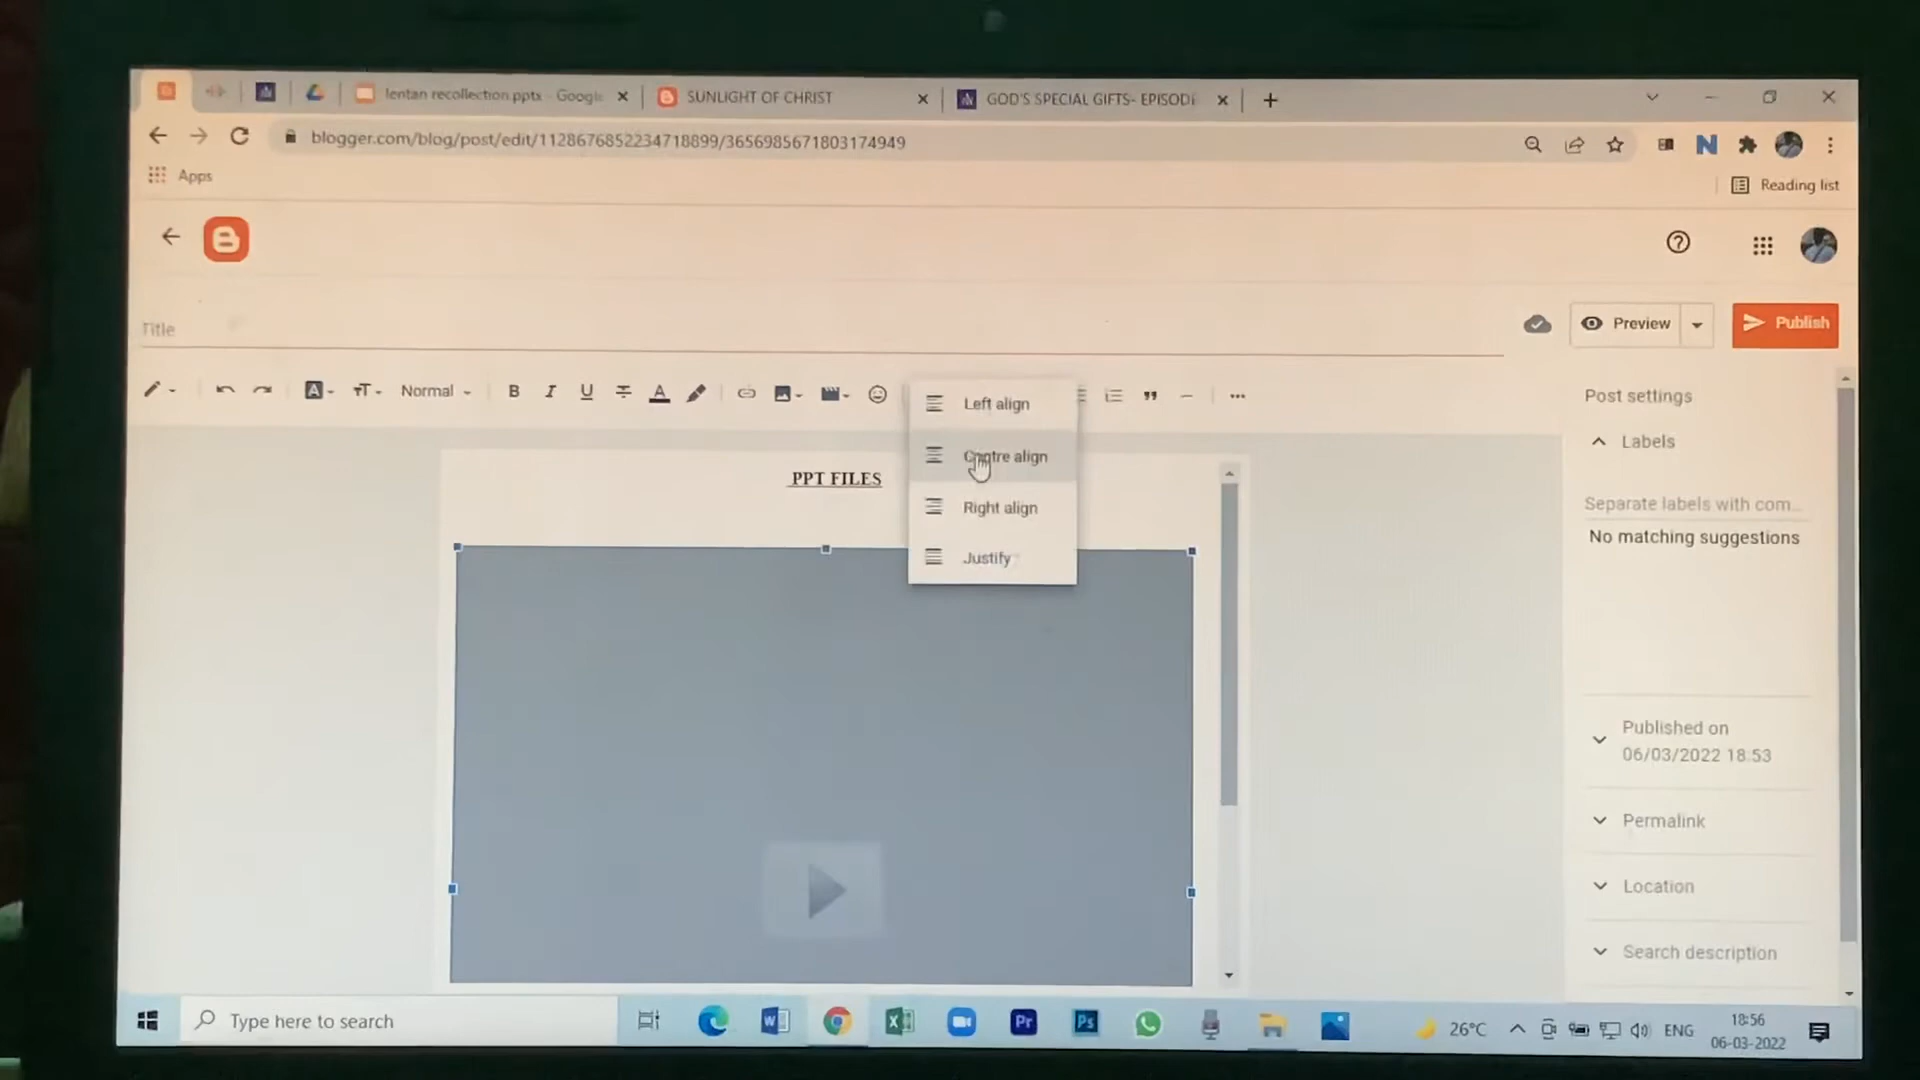 lentan recollection.pptx - Google
SUNLIGHT OF CHRIST
GOD'S SPECIAL GIFTS- EPISODE
blogger.com/blog/post/edit/1128676852234718899/3656985671803174949
Apps
Reading list
Title
Preview
Publish
Normal
Left align
Centre align
Right align
Justify
PPT FILES
Post settings
Labels
Separate labels with com...
No matching suggestions
Published on
06/03/2022 18:53
Permalink
Location
Search description
Type here to search
Pr
Ps
26°C
ENG
18:56
06-03-2022